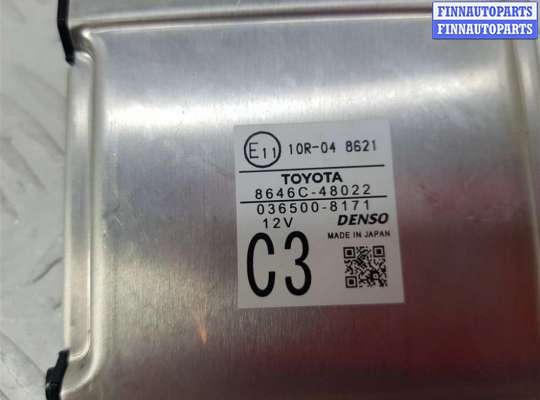 FINNAUTOPARTS
FINNAUTOPARTS
E11 10R-04 8621
TOYOTA
8646C-48022
036500-8171
12V DENSO
MADE IN JAPAN
C3